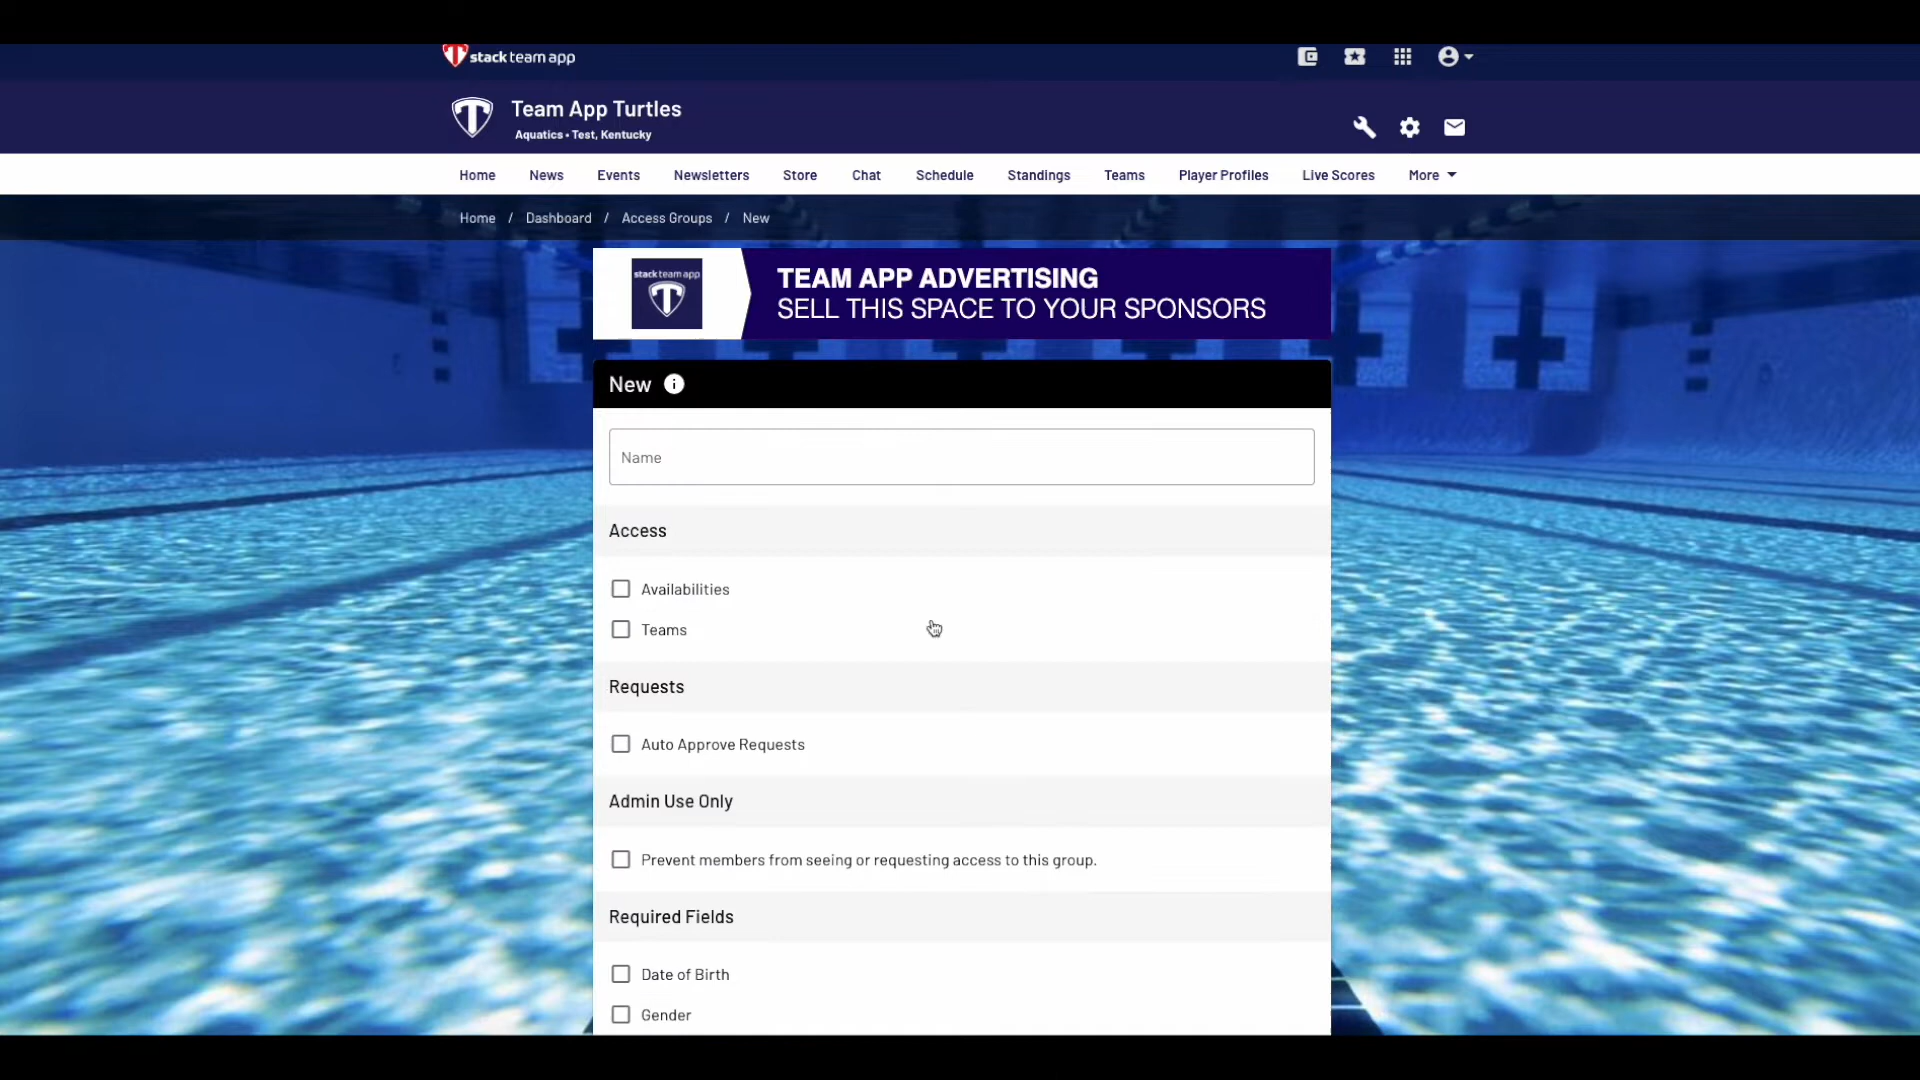 stack team app
Team App Turtles
Aquatics • Test, Kentucky
Home News Events Newsletters Store Chat Schedule Standings Teams Player Profiles Live Scores More
Home / Dashboard / Access Groups / New
stack team app
TEAM APP ADVERTISING
SELL THIS SPACE TO YOUR SPONSORS
New
Name
Access
Availabilities
Teams
Requests
Auto Approve Requests
Admin Use Only
Prevent members from seeing or requesting access to this group.
Required Fields
Date of Birth
Gender